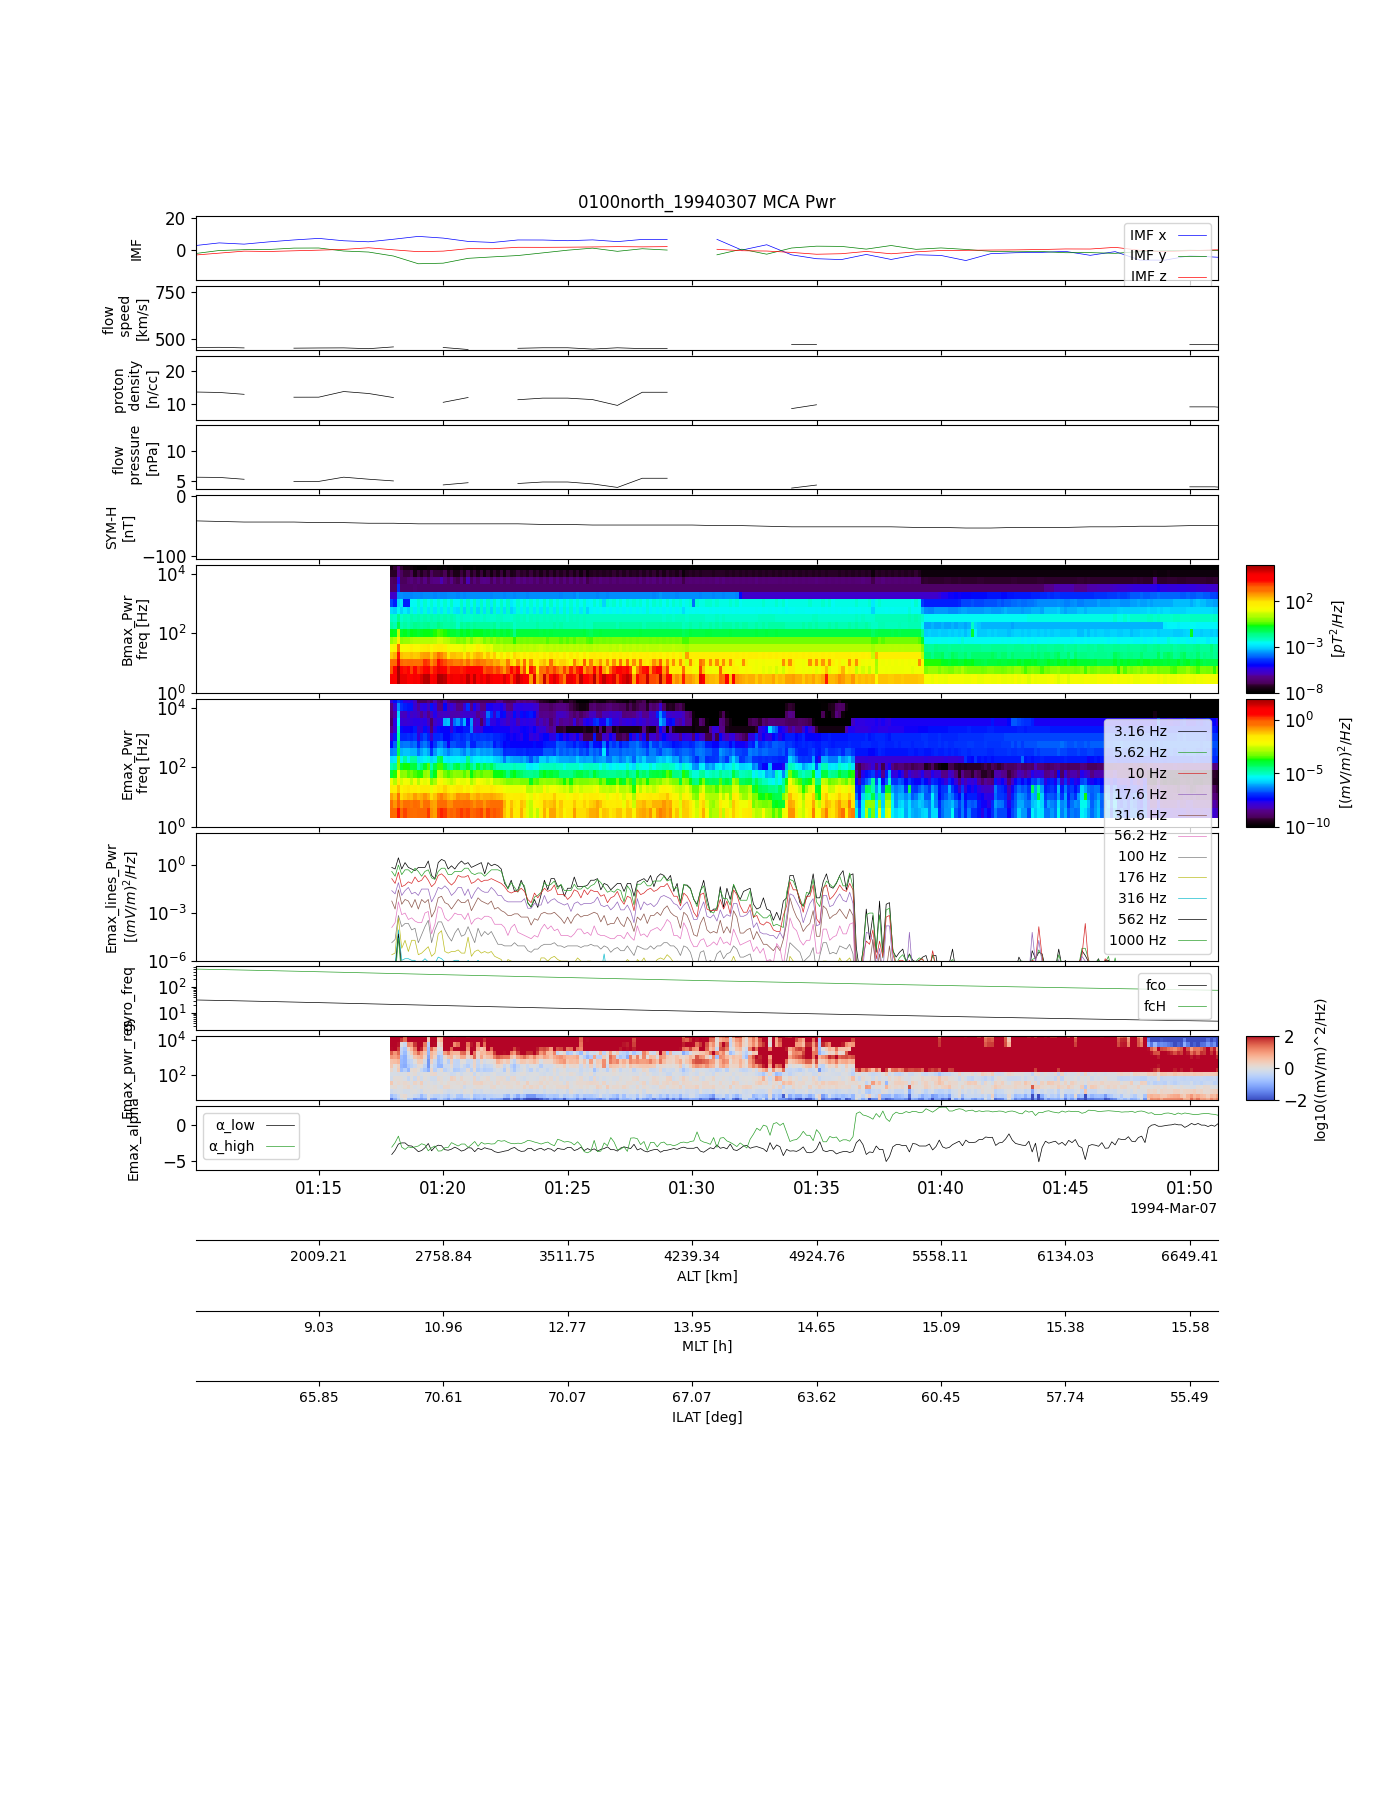 0100north_19940307 MCA Pwr
20
0
IMF
IMF x
IMF y
IMF z
750
500
flow
speed
[km/s]
20
10
proton
density
[n/cc]
10
5
flow
pressure
[nPa]
0
−100
SYM-H
[nT]
10^4
10^2
10^0
Bmax_Pwr
freq [Hz]
10^2
10^−3
10^−8
[pT^2/Hz]
10^4
10^2
10^0
Emax_Pwr
freq [Hz]
10^0
10^−5
10^−10
[(mV/m)^2/Hz]
3.16 Hz
5.62 Hz
10 Hz
17.6 Hz
31.6 Hz
56.2 Hz
100 Hz
176 Hz
316 Hz
562 Hz
1000 Hz
10^0
10^−3
10^−6
Emax_lines_Pwr
[(mV/m)^2/Hz]
10^2
10^1
gyro_freq
fco
fcH
10^4
10^2
Emax_pwr_res
2
0
−2
log10((mV/m)^2/Hz)
0
−5
Emax_alpha
α_low
α_high
01:15 01:20 01:25 01:30 01:35 01:40 01:45 01:50
1994-Mar-07
2009.21 2758.84 3511.75 4239.34 4924.76 5558.11 6134.03 6649.41
ALT [km]
9.03 10.96 12.77 13.95 14.65 15.09 15.38 15.58
MLT [h]
65.85 70.61 70.07 67.07 63.62 60.45 57.74 55.49
ILAT [deg]